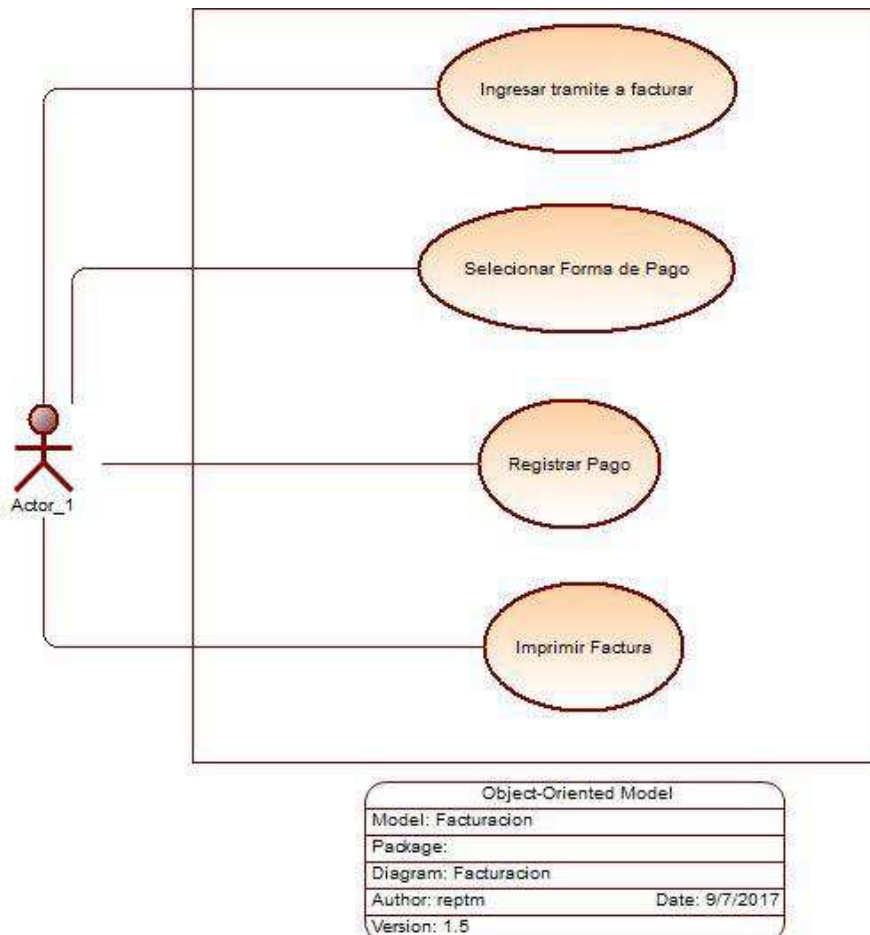 Ingresar tramite a facturar
Selecionar Forma de Pago
Registrar Pago
Actor_1
Imprimir Factura
Object-Oriented Model
Model: Facturacion
Package:
Diagram: Facturacion
Author: reptm Date: 9/7/2017
Version: 1.5